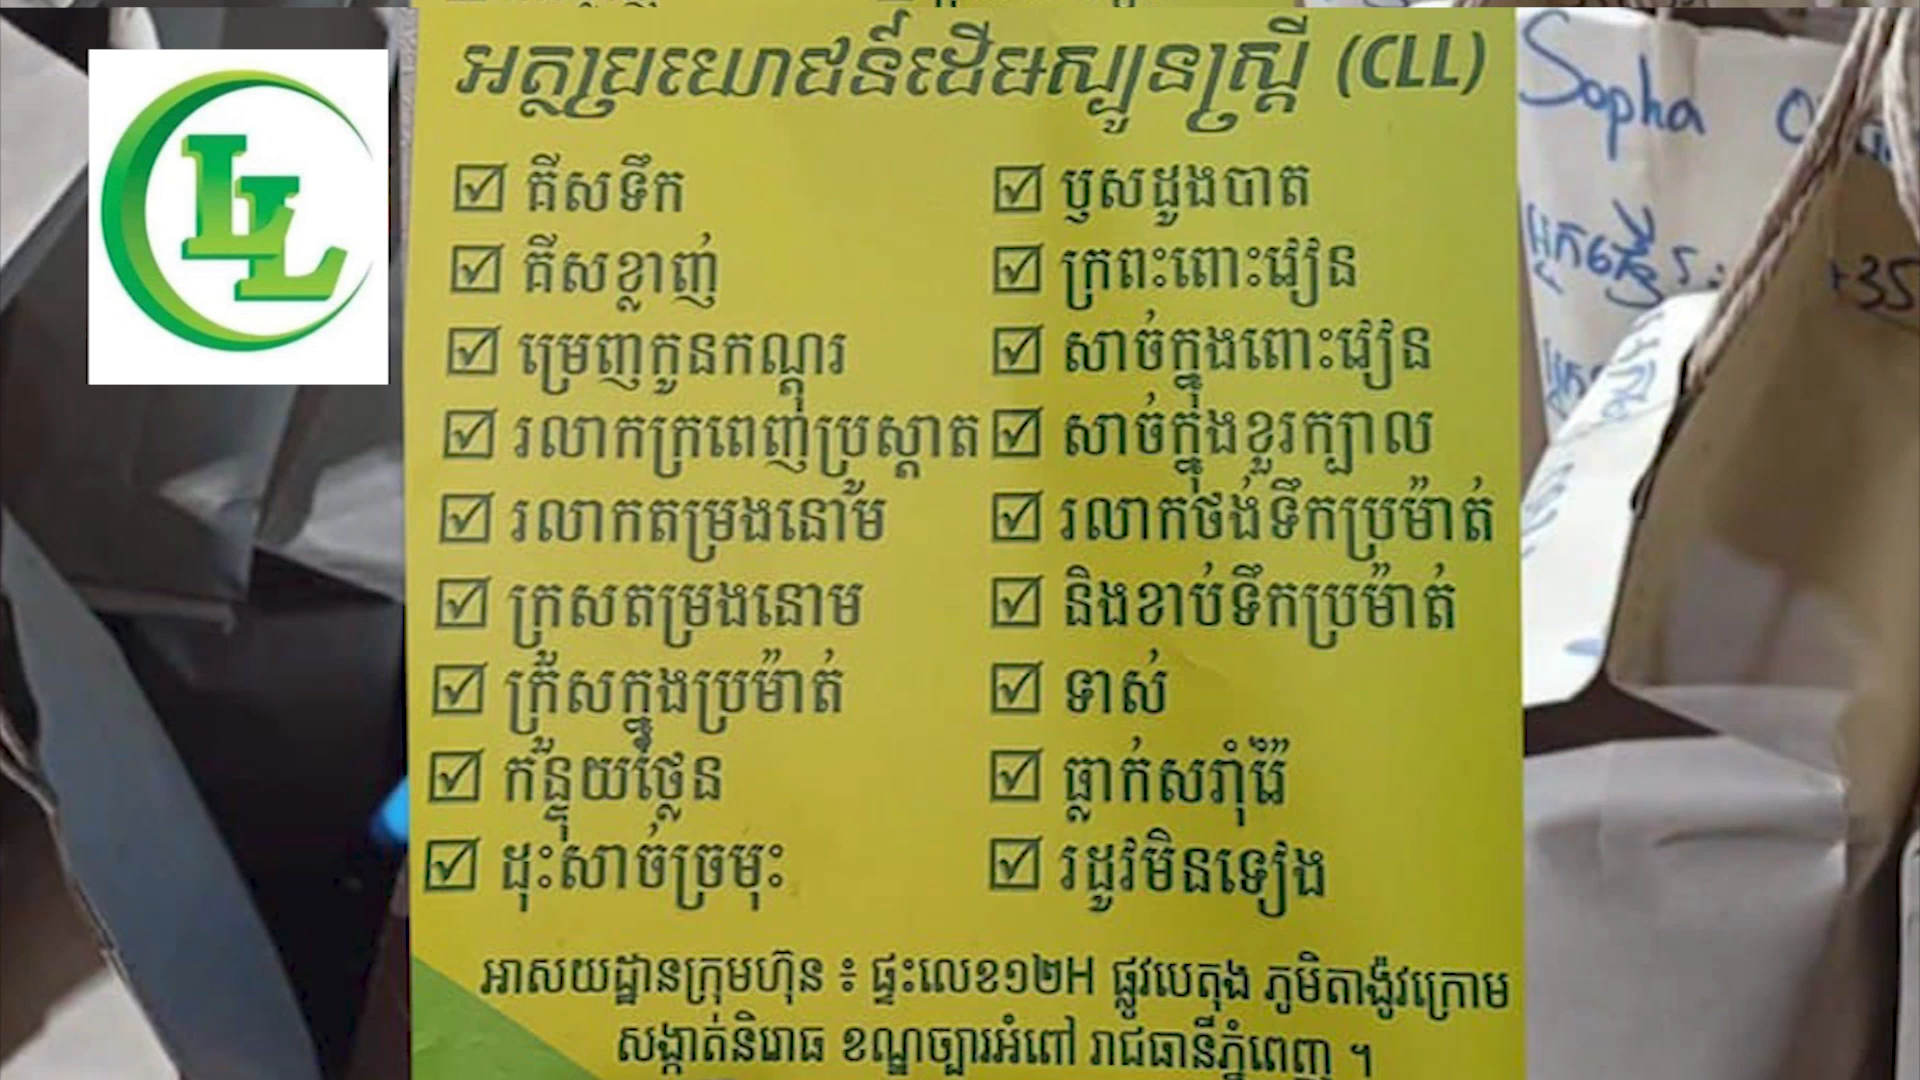 LL
អត្ថប្រយោជន៍ដើមស្បូនស្រ្តី (CLL)
Sopha
☑ គីសទឹក
☑ ប្ញសដូងបាត
☑ គីសខ្លាញ់
☑ ក្រពះពោះវៀន
+35
☑ ម្រេញកូនកណ្ដុរ
☑ សាច់ក្នុងពោះវៀន
☑ រលាកក្រពេញប្រូស្តាត
☑ សាច់ក្នុងខួរក្បាល
☑ រលាកតម្រងនោម
☑ រលាកថង់ទឹកប្រម៉ាត់
☑ ក្រួសតម្រងនោម
☑ និងខាប់ទឹកប្រម៉ាត់
☑ ក្រួសក្នុងប្រម៉ាត់
☑ ទាស់
☑ កន្ទុយថ្លែន
☑ ធ្លាក់សរាំុរ៉ៃ
☑ ដុះសាច់ច្រមុះ
☑ រដូវមិនទៀង
អាសយដ្ឋានក្រុមហ៊ុន ៖ ផ្ទះលេខ១២H ផ្លូវបេតុង ភូមិតាង៉ូវក្រោម
សង្កាត់និរោធ ខណ្ឌច្បារអំពៅ រាជធានីភ្នំពេញ ។